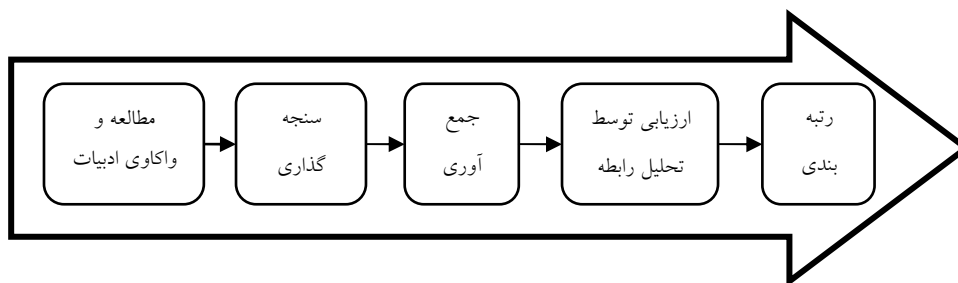 مطالعه و
واکاوی ادبیات
سنجه
گذاری
جمع
آوری
ارزیابی توسط
تحلیل رابطه
رتبه
بندی